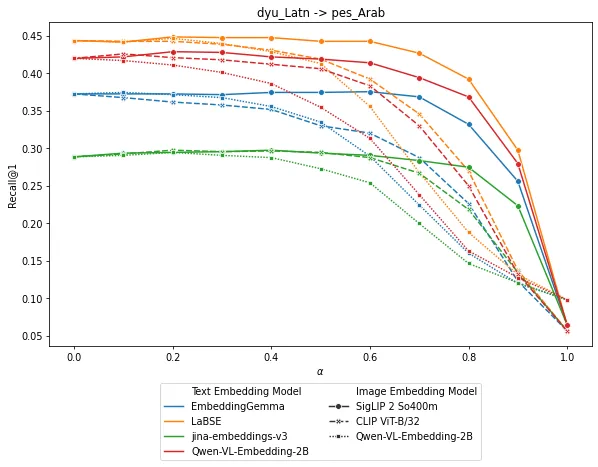 dyu_Latn -> pes_Arab
Recall@1
0.45
0.40
0.35
0.30
0.25
0.20
0.15
0.10
0.05
0.0 0.2 0.4 0.6 0.8 1.0
α
Text Embedding Model Image Embedding Model
EmbeddingGemma SigLIP 2 So400m
LaBSE CLIP ViT-B/32
jina-embeddings-v3 Qwen-VL-Embedding-2B
Qwen-VL-Embedding-2B